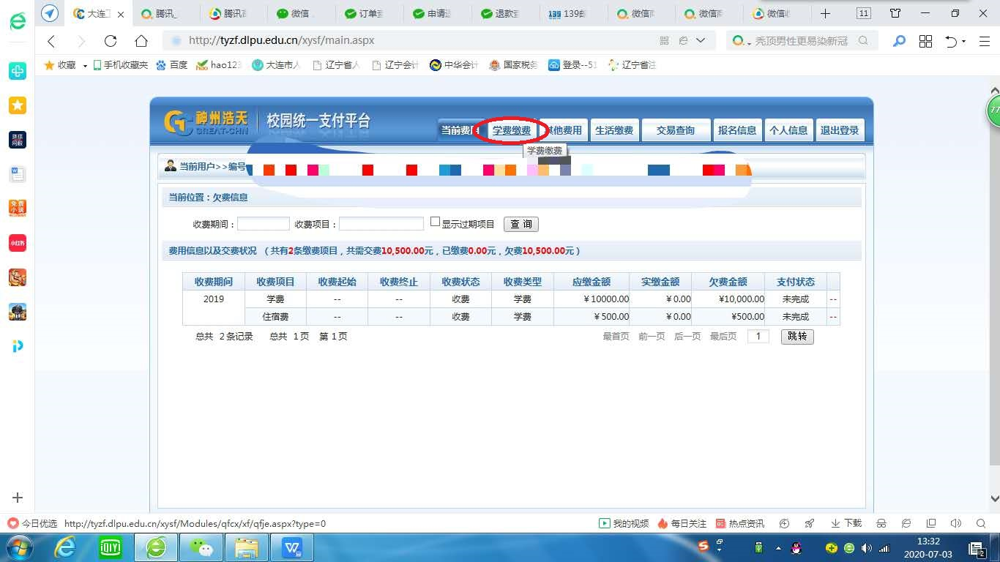 大连工
腾讯_
腾讯
微信
订单
申请
退款
139邮
微信
微信
微信
11
http://tyzf.dlpu.edu.cn/xysf/main.aspx
秃顶男性更易染新冠
收藏
手机收藏夹
百度
hao123
大连市人
辽宁省人
辽宁会计
中华会计
国家税务
登录--51
辽宁省注
神州浩天
GREAT-CHN
校园统一支付平台
当前费用
学费缴费
其他费用
生活缴费
交易查询
报名信息
个人信息
退出登录
学费缴费
77
当前用户>>编号
当前位置：欠费信息
收费期间：
收费项目：
显示过期项目
查 询
费用信息以及交费状况 （共有2条缴费项目，共需交费10,500.00元，已缴费0.00元，欠费10,500.00元）
收费期间 收费项目 收费起始 收费终止 收费状态 收费类型 应缴金额 实缴金额 欠费金额 支付状态
2019 学费 -- -- 收费 学费 ￥10000.00 ￥0.00 ¥10,000.00 未完成 --
住宿费 -- -- 收费 学费 ￥500.00 ￥0.00 ¥500.00 未完成 --
总共 2条记录 总共 1页 第1页
最首页 前一页 后一页 最后页 1 跳转
免费小说
小红书
今日优选
http://tyzf.dlpu.edu.cn/xysf/Modules/qfcx/xf/qfje.aspx?type=0
我的视频
每日关注
热点资讯
下载
iQIYI
13:32
2020-07-03
2